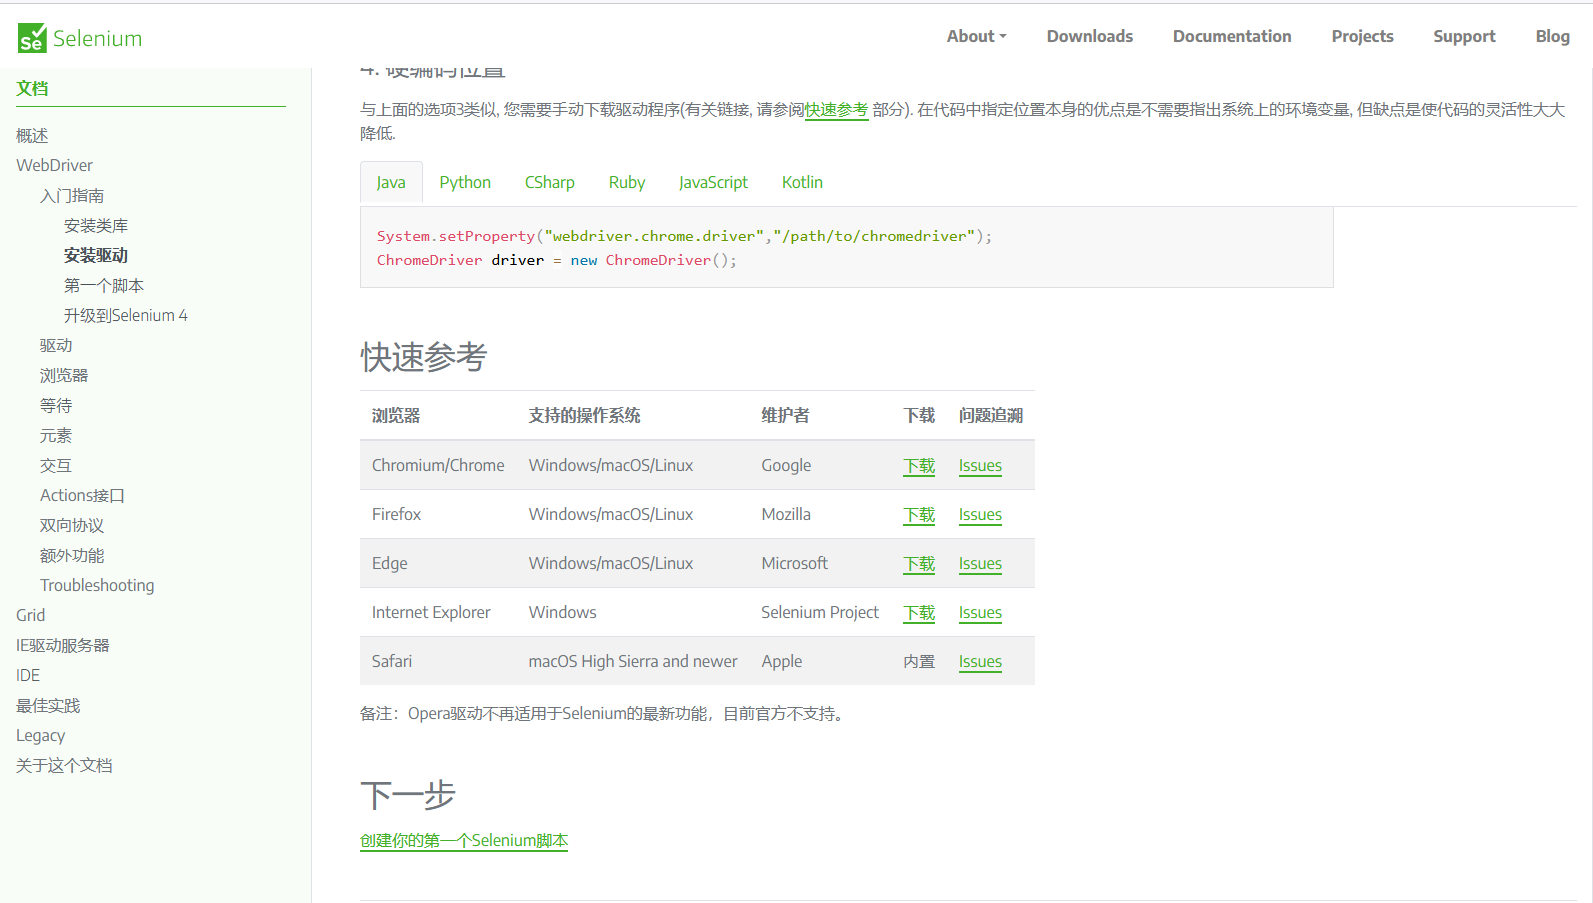 Se Selenium
About
Downloads
Documentation
Projects
Support
Blog
文档
概述
WebDriver
入门指南
安装类库
安装驱动
第一个脚本
升级到Selenium 4
驱动
浏览器
等待
元素
交互
Actions接口
双向协议
额外功能
Troubleshooting
Grid
IE驱动服务器
IDE
最佳实践
Legacy
关于这个文档
4. 硬编码位置
与上面的选项3类似, 您需要手动下载驱动程序(有关链接, 请参阅快速参考 部分). 在代码中指定位置本身的优点是不需要指出系统上的环境变量, 但缺点是使代码的灵活性大大
降低.
Java Python CSharp Ruby JavaScript Kotlin
System.setProperty("webdriver.chrome.driver","/path/to/chromedriver");
ChromeDriver driver = new ChromeDriver();
快速参考
浏览器 支持的操作系统 维护者 下载 问题追溯
Chromium/Chrome Windows/macOS/Linux Google 下载 Issues
Firefox Windows/macOS/Linux Mozilla 下载 Issues
Edge Windows/macOS/Linux Microsoft 下载 Issues
Internet Explorer Windows Selenium Project 下载 Issues
Safari macOS High Sierra and newer Apple 内置 Issues
备注：Opera驱动不再适用于Selenium的最新功能，目前官方不支持。
下一步
创建你的第一个Selenium脚本